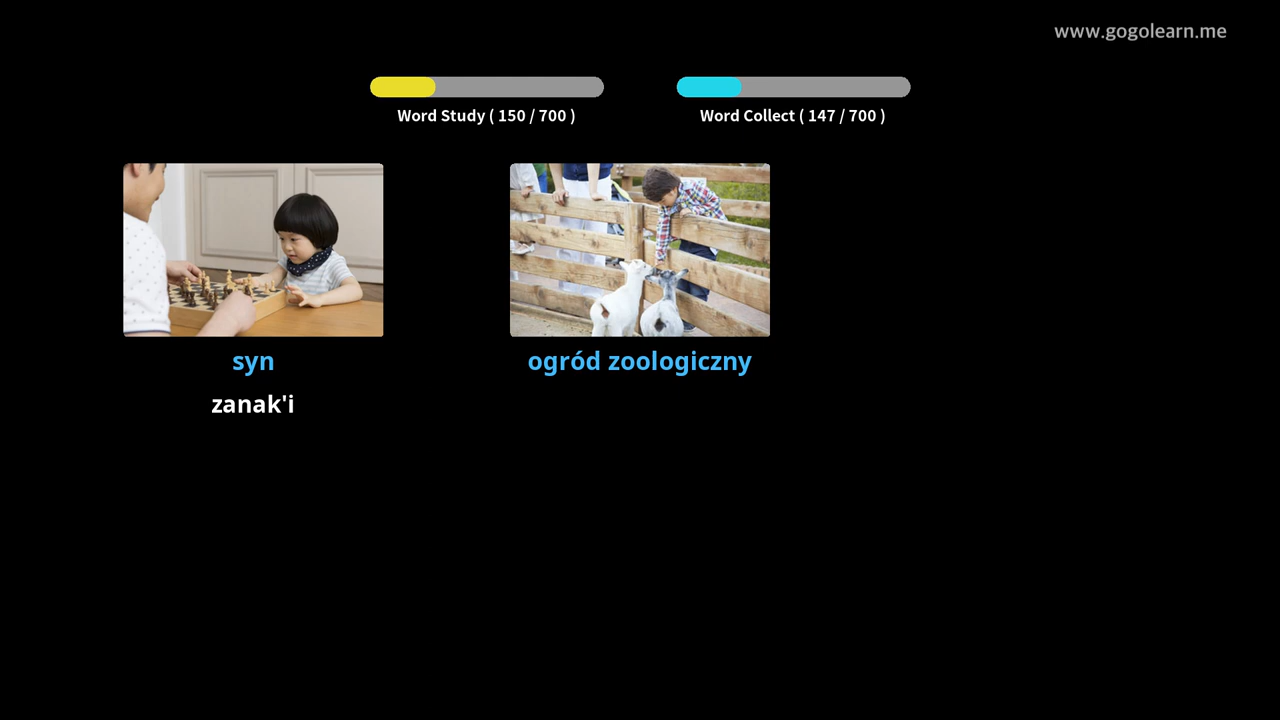 www.gogolearn.me
Word Study ( 150 / 700 )
Word Collect ( 147 / 700 )
syn
ogród zoologiczny
zanak'i